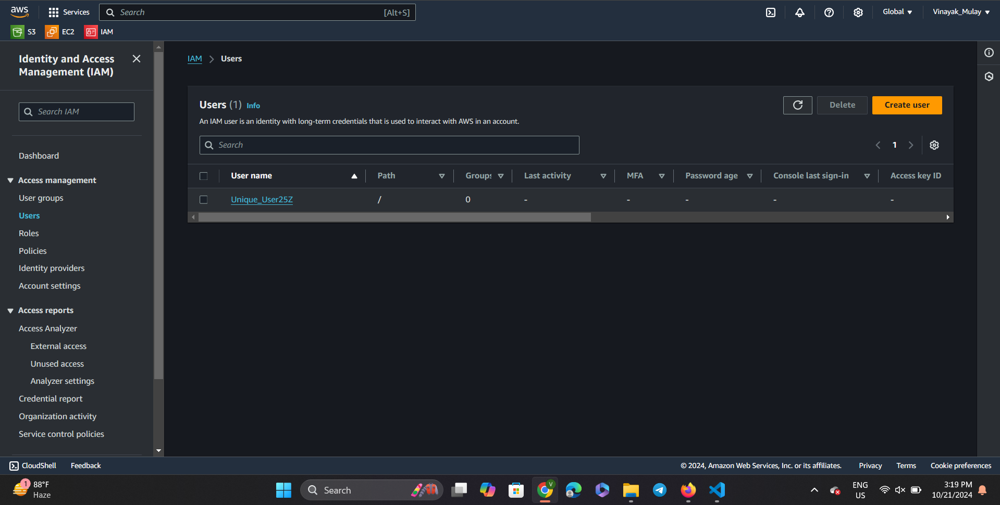 aws Services Search [Alt+S] Global Vinayak_Mulay
S3 EC2 IAM
Identity and Access
Management (IAM)
Search IAM
Dashboard
Access management
User groups
Users
Roles
Policies
Identity providers
Account settings
Access reports
Access Analyzer
External access
Unused access
Analyzer settings
Credential report
Organization activity
Service control policies
IAM Users
Users (1) Info
Delete Create user
An IAM user is an identity with long-term credentials that is used to interact with AWS in an account.
Search
1
User name Path Groups Last activity MFA Password age Console last sign-in Access key ID
Unique_User25Z / 0 - - - - -
CloudShell Feedback © 2024, Amazon Web Services, Inc. or its affiliates. Privacy Terms Cookie preferences
1 88°F
Haze
Search
V
ENG
US
3:19 PM
10/21/2024